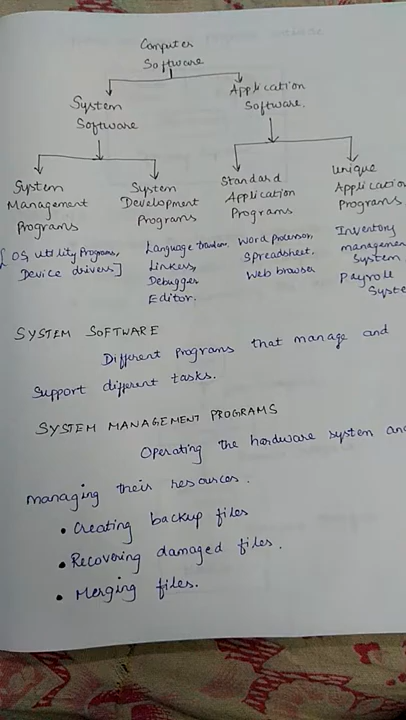 Computer
Software
System
Software
Application
Software.
System
Management
Programs
System
Development
Programs
Standard
Application
Programs
Unique
Application
Programs.
[OS, utility Programs,
Device drivers]
Language
Linkers,
Debugger
Editor.
Word processor,
Spreadsheet.
Web browser
Inventory
managemen
System
Payroll
Syste
SYSTEM SOFTWARE
Different Programs that manage and
Support different tasks.
SYSTEM MANAGEMENT PROGRAMS
Operating the hardware system and
managing their resources.
• Creating backup files
• Recovering damaged files.
• Merging files.